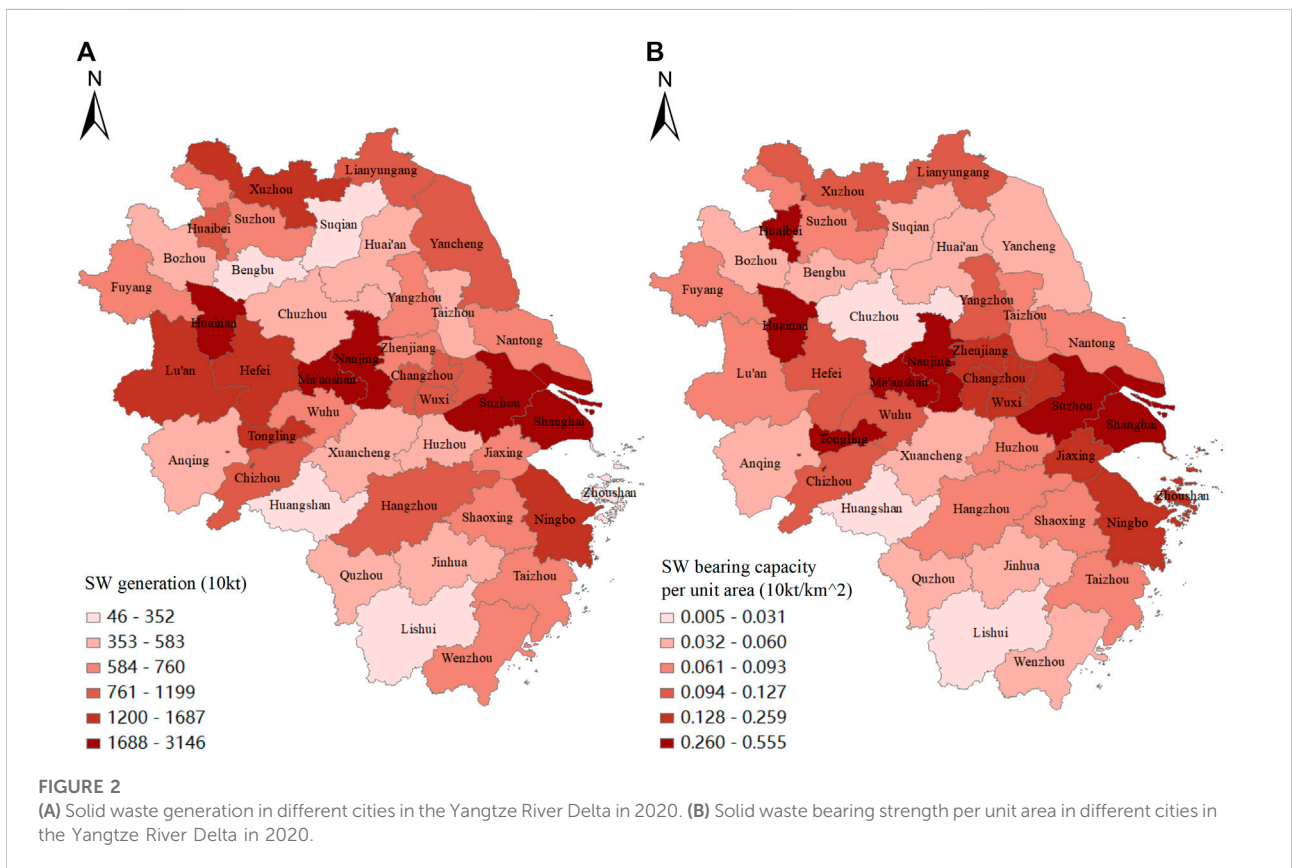 A
N
Xuzhou
Lianyungang
Huaibei
Suzhou
Suqian
Huai'an
Yancheng
Bozhou
Bengbu
Fuyang
Chuzhou
Yangzhou
Taizhou
Huainan
Nanjing
Zhenjiang
Nantong
Lu'an
Hefei
Ma'anshan
Changzhou
Wuxi
Suzhou
Shanghai
Wuhu
Tongling
Xuancheng
Huzhou
Jiaxing
Anqing
Chizhou
Huangshan
Hangzhou
Shaoxing
Ningbo
Zhoushan
Quzhou
Jinhua
Taizhou
Lishui
Wenzhou
SW generation (10kt)
46 - 352
353 - 583
584 - 760
761 - 1199
1200 - 1687
1688 - 3146
B
N
Xuzhou
Lianyungang
Huaibei
Suzhou
Suqian
Huai'an
Yancheng
Bozhou
Bengbu
Fuyang
Chuzhou
Yangzhou
Taizhou
Huainan
Nanjing
Zhenjiang
Nantong
Lu'an
Hefei
Ma'anshan
Changzhou
Wuxi
Suzhou
Shanghai
Wuhu
Tongling
Xuancheng
Huzhou
Jiaxing
Anqing
Chizhou
Huangshan
Hangzhou
Shaoxing
Ningbo
Zhoushan
Quzhou
Jinhua
Taizhou
Lishui
Wenzhou
SW bearing capacity
per unit area (10kt/km^2)
0.005 - 0.031
0.032 - 0.060
0.061 - 0.093
0.094 - 0.127
0.128 - 0.259
0.260 - 0.555
FIGURE 2
(A) Solid waste generation in different cities in the Yangtze River Delta in 2020. (B) Solid waste bearing strength per unit area in different cities in
the Yangtze River Delta in 2020.